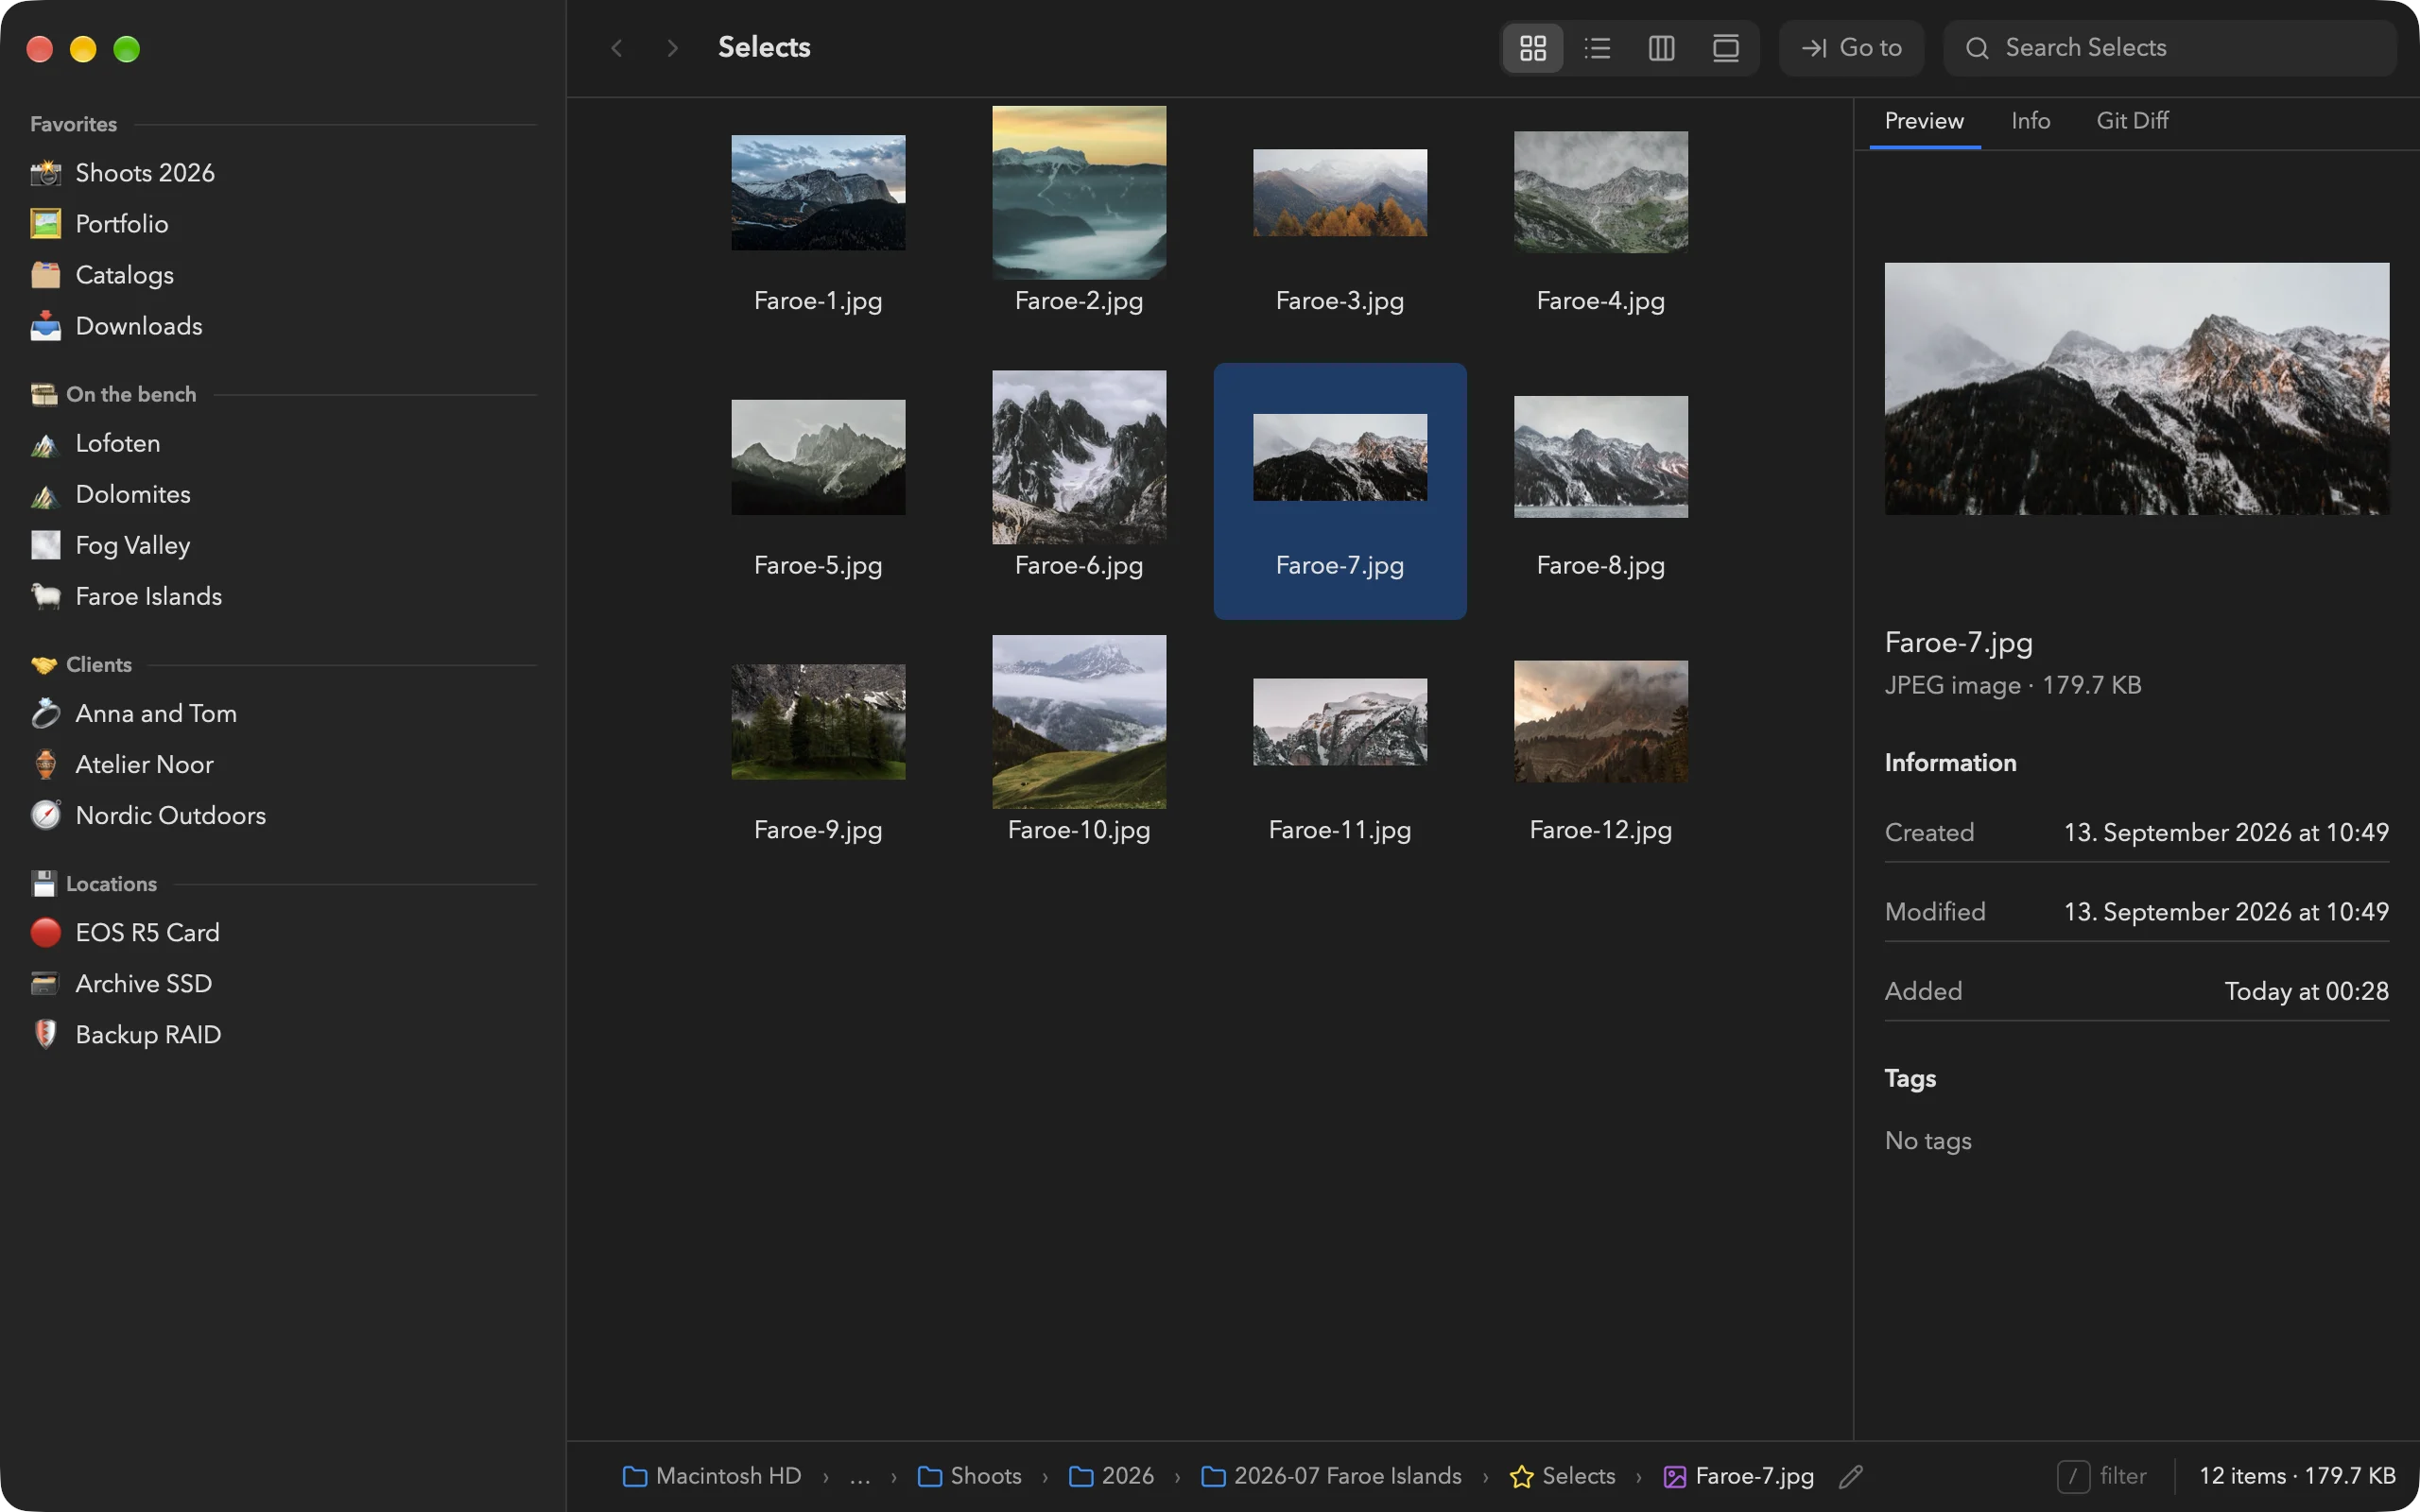 Selects
Go to
Search Selects
Favorites
Shoots 2026
Portfolio
Catalogs
Downloads
On the bench
Lofoten
Dolomites
Fog Valley
Faroe Islands
Clients
Anna and Tom
Atelier Noor
Nordic Outdoors
Locations
EOS R5 Card
Archive SSD
Backup RAID
Faroe-1.jpg
Faroe-2.jpg
Faroe-3.jpg
Faroe-4.jpg
Faroe-5.jpg
Faroe-6.jpg
Faroe-7.jpg
Faroe-8.jpg
Faroe-9.jpg
Faroe-10.jpg
Faroe-11.jpg
Faroe-12.jpg
Preview Info Git Diff
Faroe-7.jpg
JPEG image · 179.7 KB
Information
Created 13. September 2026 at 10:49
Modified 13. September 2026 at 10:49
Added Today at 00:28
Tags
No tags
Macintosh HD › … › Shoots › 2026 › 2026-07 Faroe Islands › Selects › Faroe-7.jpg
/ filter
12 items · 179.7 KB